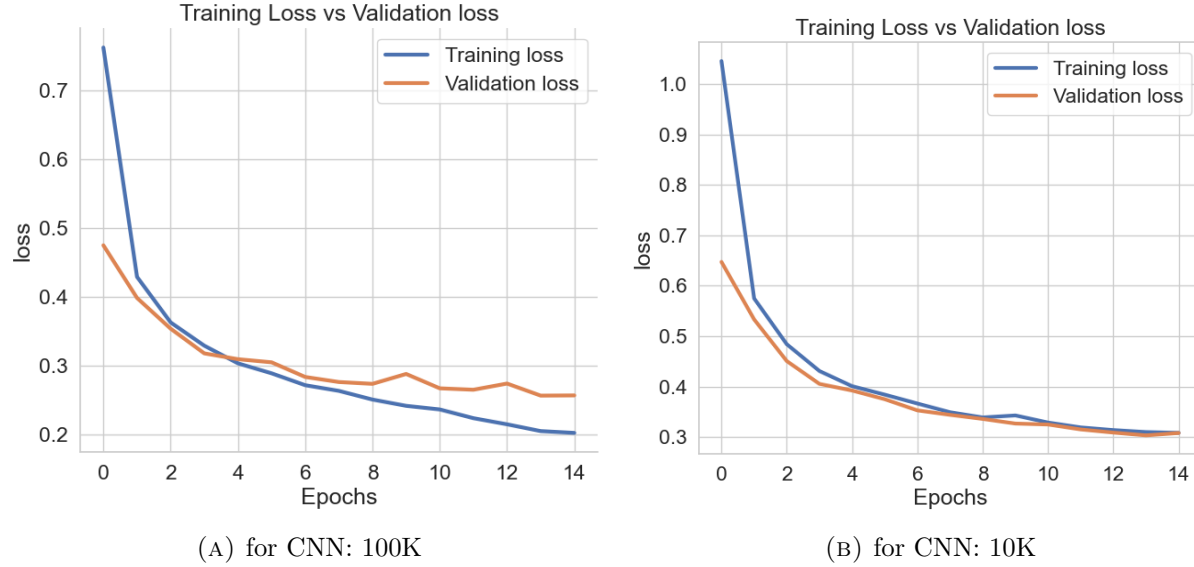 Training Loss vs Validation loss
Training loss
Validation loss
0.7
0.6
0.5
0.4
0.3
0.2
loss
0 2 4 6 8 10 12 14
Epochs
(A) for CNN: 100K
Training Loss vs Validation loss
Training loss
Validation loss
1.0
0.9
0.8
0.7
0.6
0.5
0.4
0.3
loss
0 2 4 6 8 10 12 14
Epochs
(B) for CNN: 10K